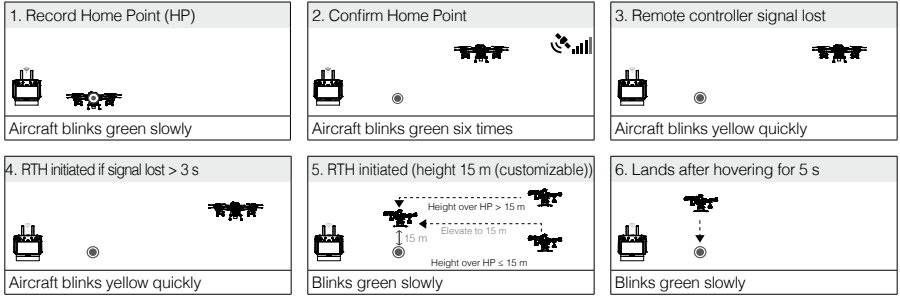 1. Record Home Point (HP)
Aircraft blinks green slowly
2. Confirm Home Point
Aircraft blinks green six times
3. Remote controller signal lost
Aircraft blinks yellow quickly
4. RTH initiated if signal lost > 3 s
Aircraft blinks yellow quickly
5. RTH initiated (height 15 m (customizable))
Height over HP > 15 m
Elevate to 15 m
15 m
Height over HP ≤ 15 m
Blinks green slowly
6. Lands after hovering for 5 s
Blinks green slowly